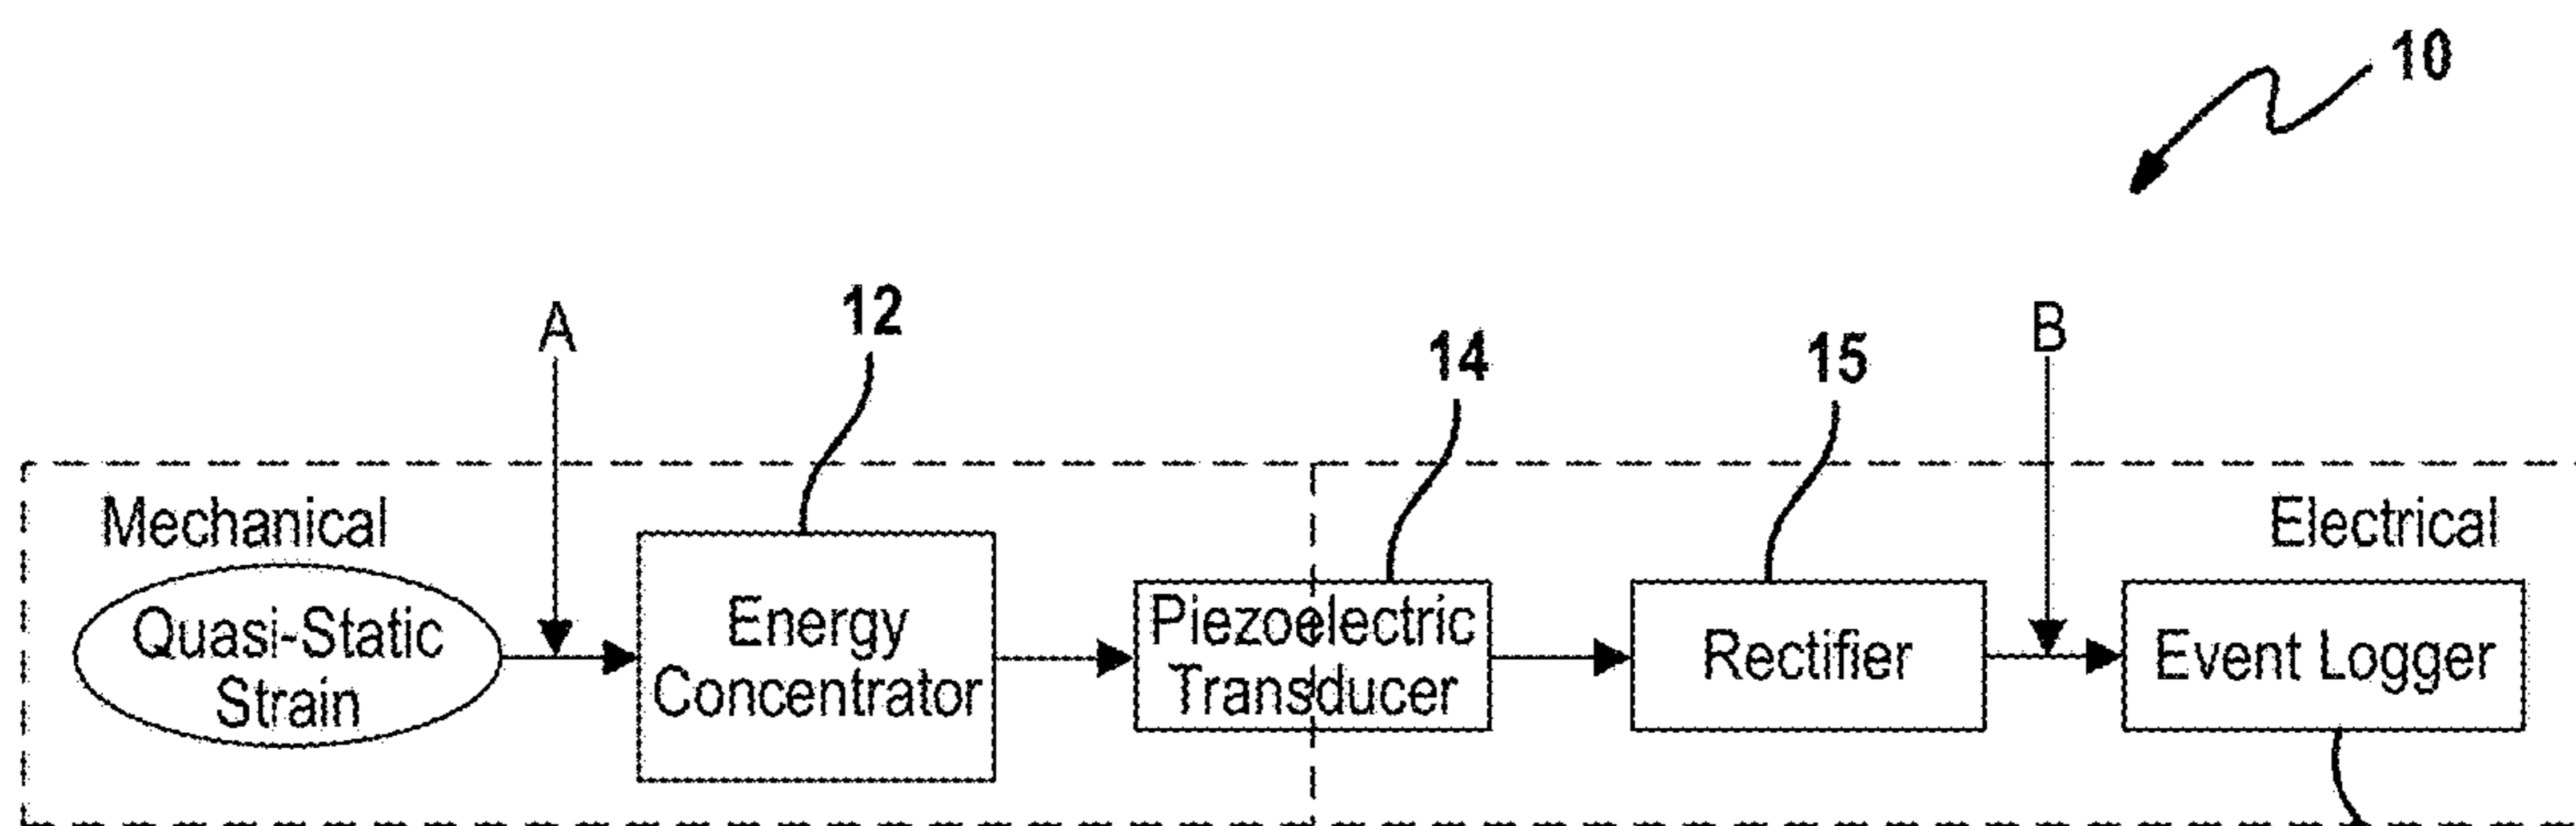 10
A
12
14
15
B
Mechanical
Electrical
Quasi-Static
Strain
Energy
Concentrator
Piezoelectric
Transducer
Rectifier
Event Logger